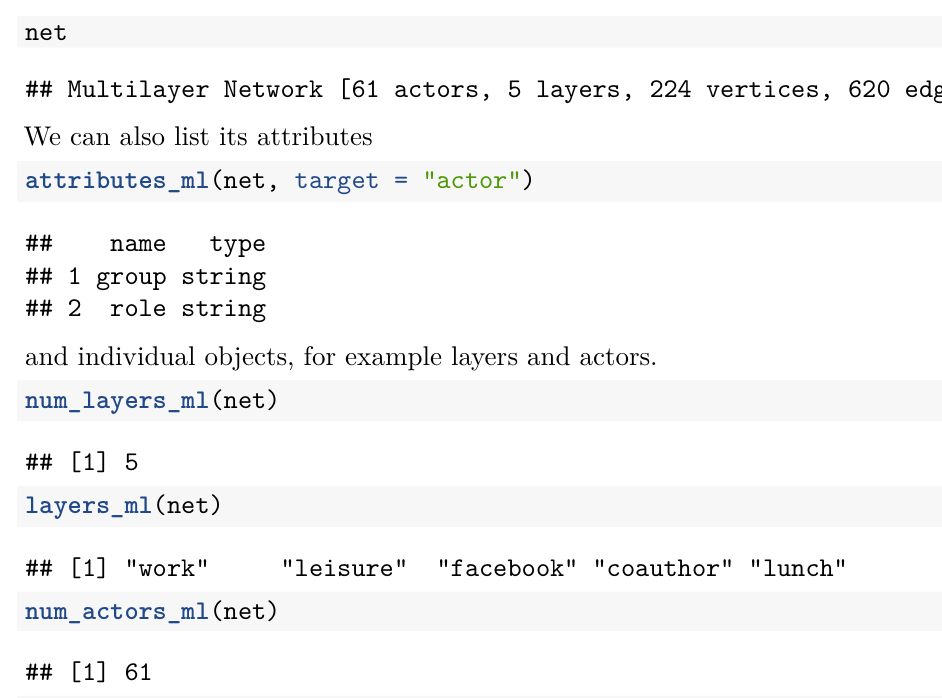 net
## Multilayer Network [61 actors, 5 layers, 224 vertices, 620
We can also list its attributes
attributes_ml(net, target = "actor")
##    name   type
## 1 group string
## 2  role string
and individual objects, for example layers and actors.
num_layers_ml(net)
## [1] 5
layers_ml(net)
## [1] "work"     "leisure"  "facebook" "coauthor" "lunch"
num_actors_ml(net)
## [1] 61